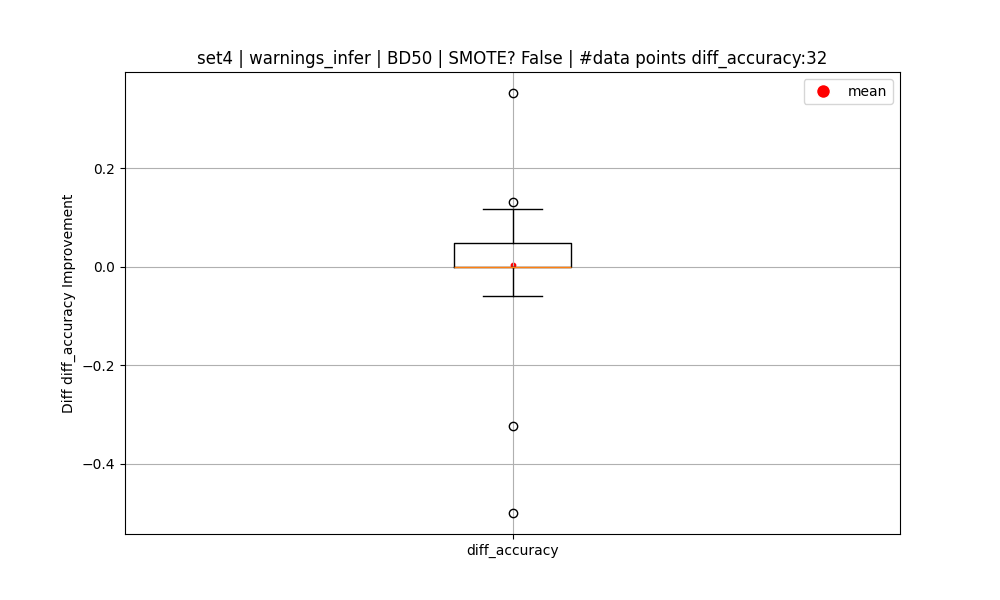 set4 | warnings_infer | BD50 | SMOTE? False | #data points diff_accuracy:32
mean
0.2
0.0
−0.2
−0.4
Diff diff_accuracy Improvement
diff_accuracy